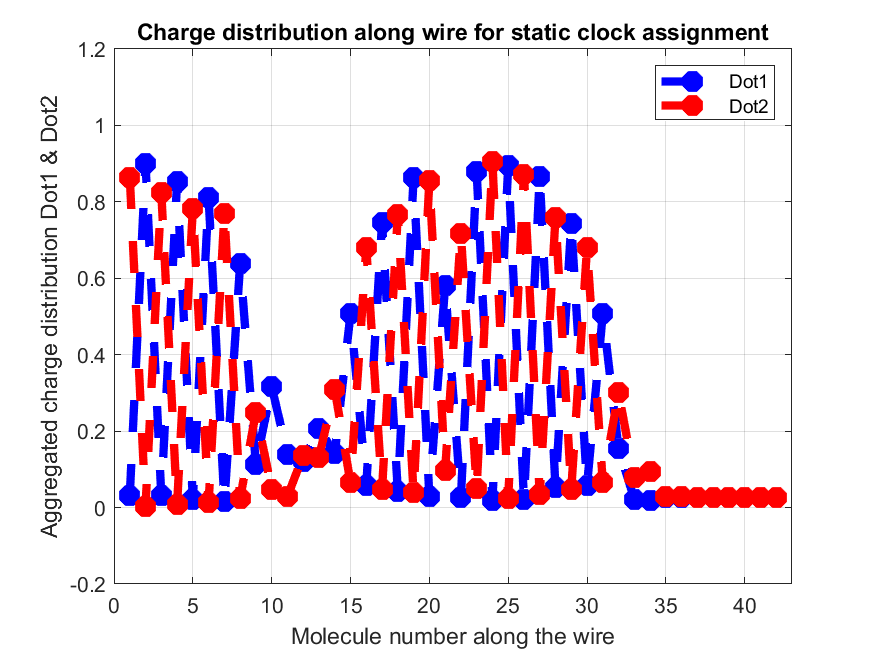 Charge distribution along wire for static clock assignment
Aggregated charge distribution Dot1 & Dot2
1.2
1
0.8
0.6
0.4
0.2
0
-0.2
Dot1
Dot2
0 5 10 15 20 25 30 35 40
Molecule number along the wire